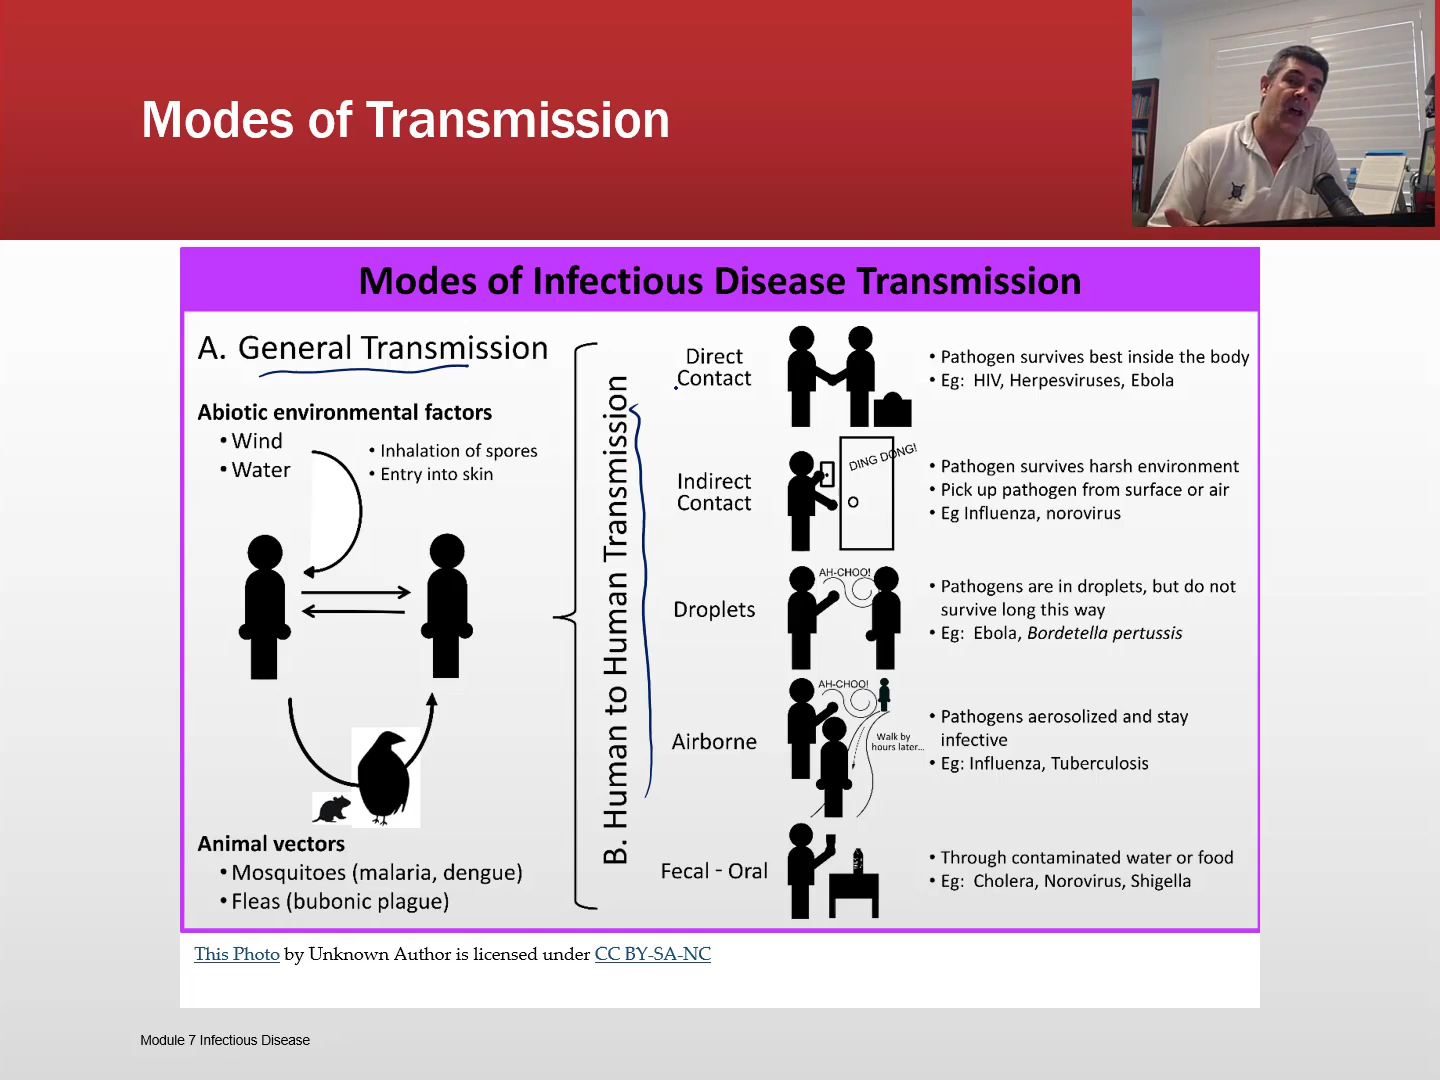 Modes of Transmission
Modes of Infectious Disease Transmission
A. General Transmission
Abiotic environmental factors
• Wind
• Water
• Inhalation of spores
• Entry into skin
Animal vectors
• Mosquitoes (malaria, dengue)
• Fleas (bubonic plague)
B. Human to Human Transmission
Direct
Contact
• Pathogen survives best inside the body
• Eg: HIV, Herpesviruses, Ebola
Indirect
Contact
DING DONG!
• Pathogen survives harsh environment
• Pick up pathogen from surface or air
• Eg Influenza, norovirus
Droplets
AH-CHOO!
• Pathogens are in droplets, but do not
survive long this way
• Eg: Ebola, Bordetella pertussis
Airborne
AH-CHOO!
Walk by
hours later...
• Pathogens aerosolized and stay
infective
• Eg: Influenza, Tuberculosis
Fecal - Oral
• Through contaminated water or food
• Eg: Cholera, Norovirus, Shigella
This Photo by Unknown Author is licensed under CC BY-SA-NC
Module 7 Infectious Disease